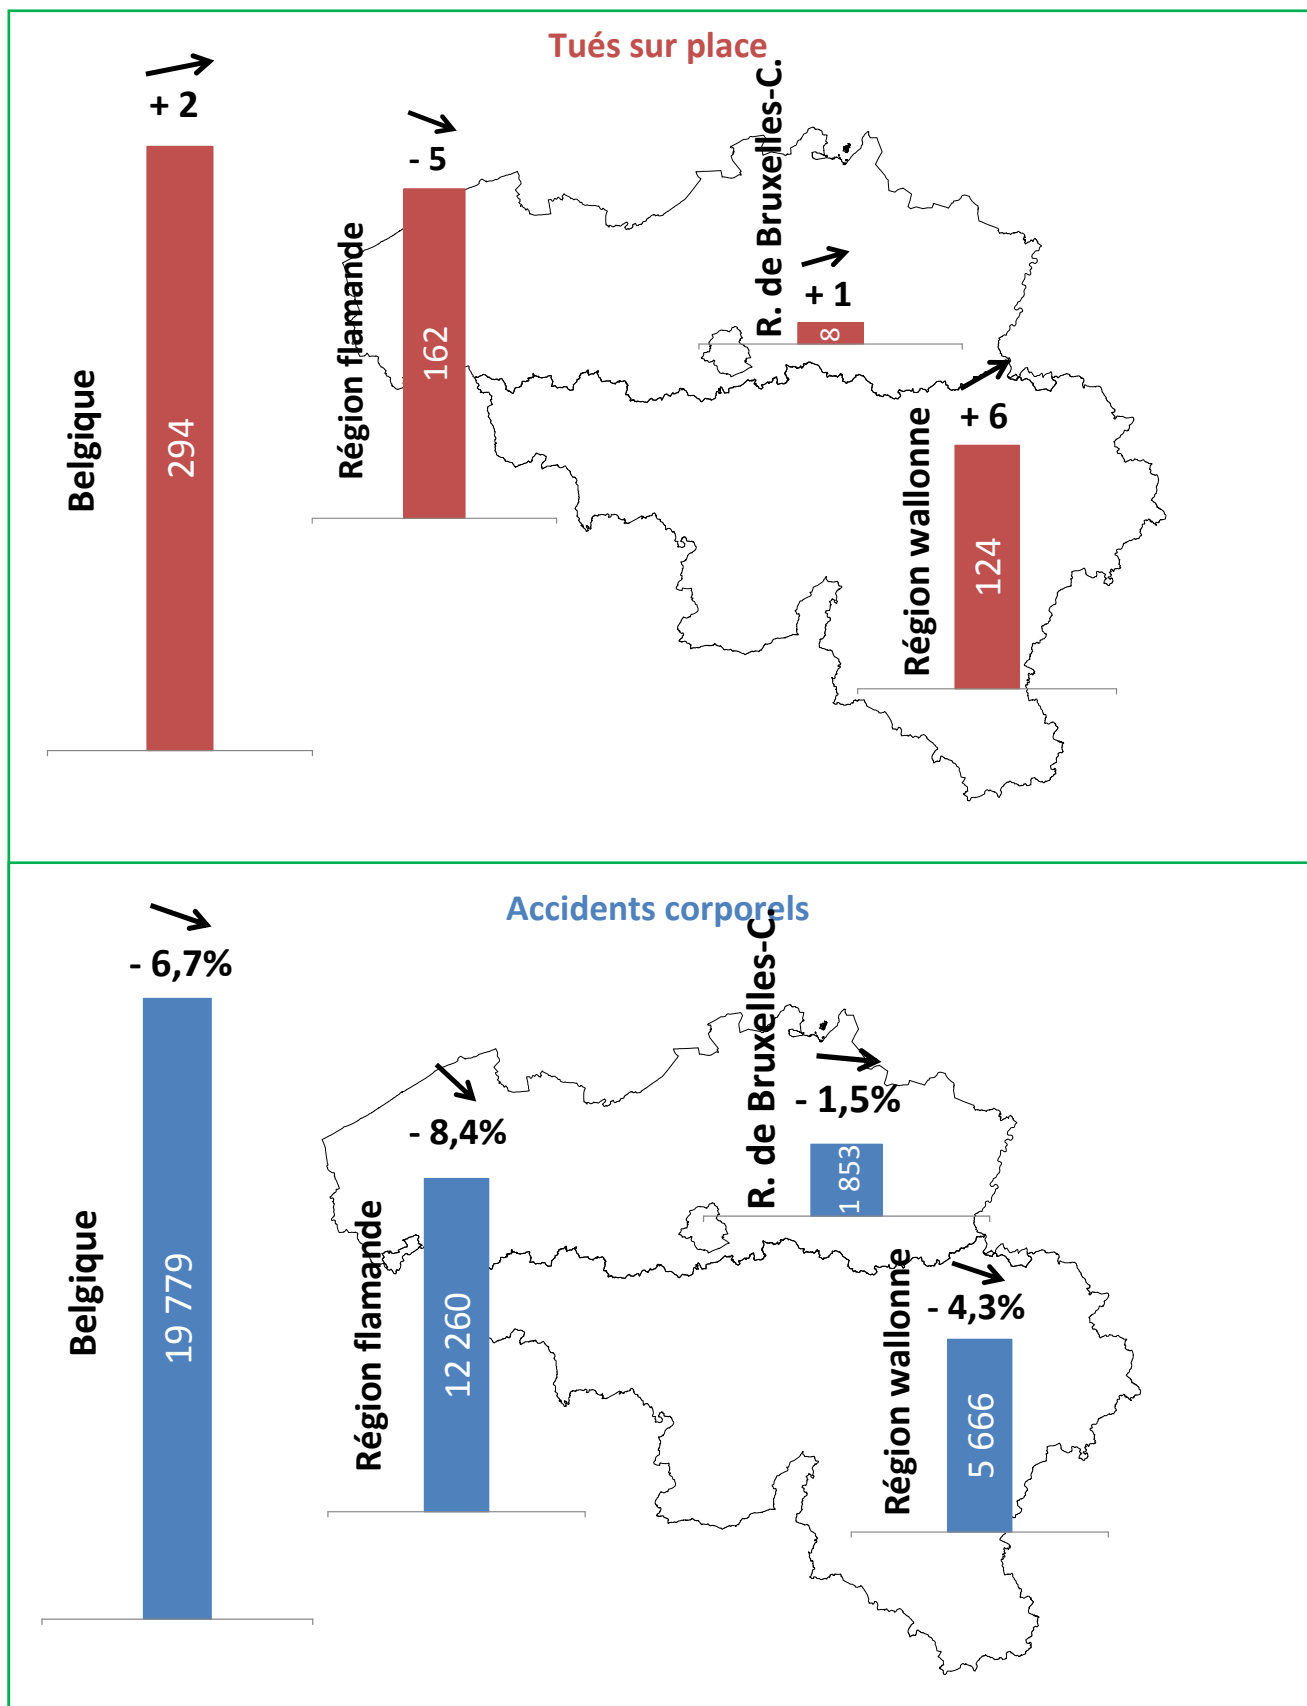 Tués sur place
+ 2
Belgique
294
- 5
Région flamande
162
R. de Bruxelles-C.
+ 1
8
+ 6
Région wallonne
124
Accidents corporels
- 6,7%
Belgique
19 779
- 8,4%
Région flamande
12 260
R. de Bruxelles-C.
- 1,5%
1 853
- 4,3%
Région wallonne
5 666